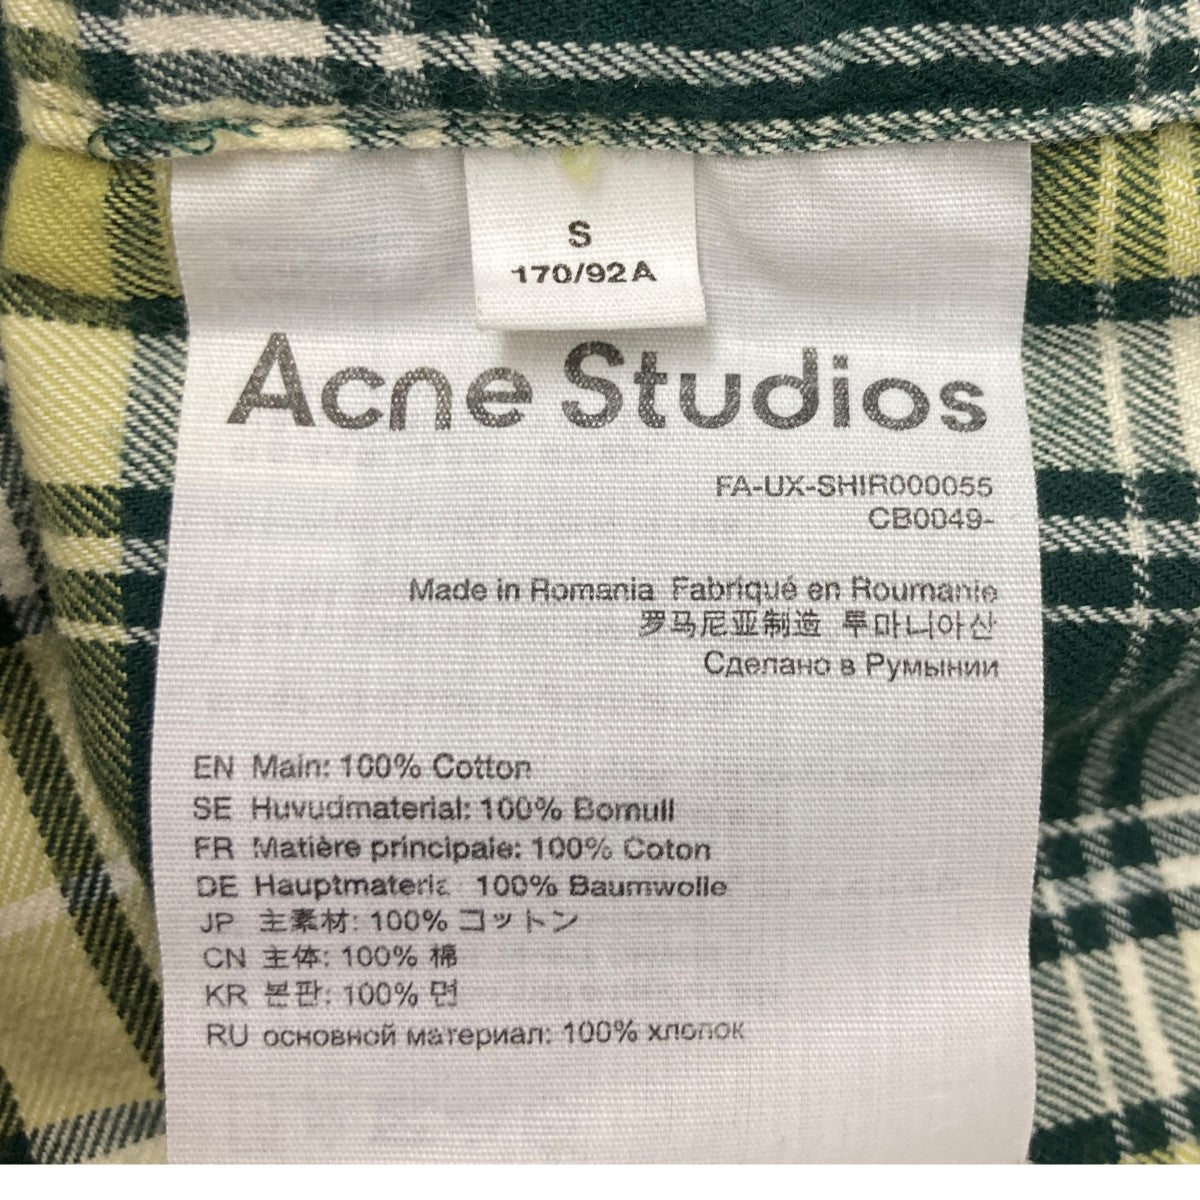 S
170/92A
Acne Studios
FA-UX-SHIR000055
CB0049-
Made in Romania Fabriqué en Roumanie
罗马尼亚制造 루마니아산
Сделано в Румынии
EN Main: 100% Cotton
SE Huvudmaterial: 100% Bomull
FR Matière principale: 100% Coton
DE 100% Baumwolle
JP 主素材: 100% コットン
CN 主体: 100% 棉
KR 본판: 100% 면
RU основной материал: 100% хлопок